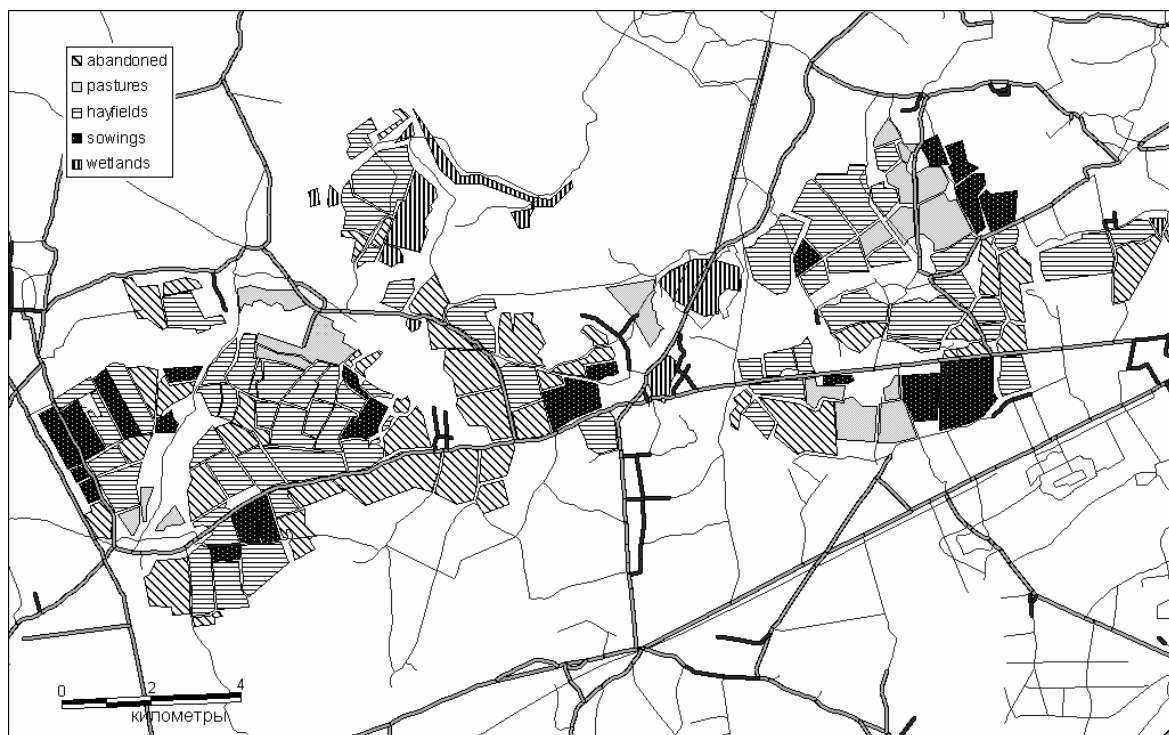 abandoned
pastures
hayfields
sowings
wetlands
0 2 4
километры